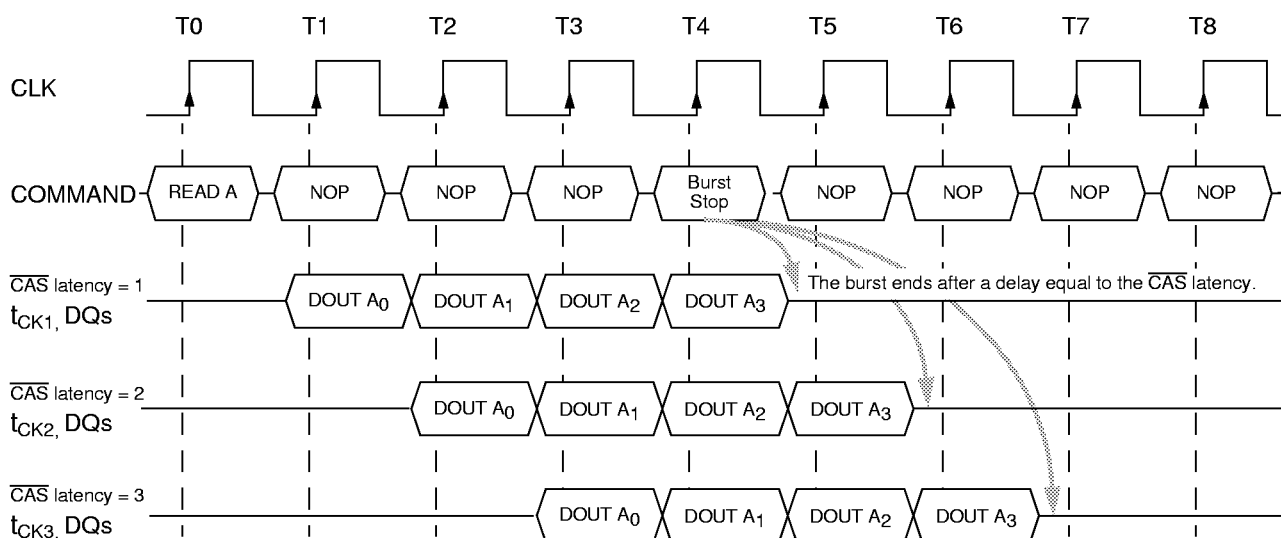 T0 T1 T2 T3 T4 T5 T6 T7 T8
CLK
COMMAND READ A NOP NOP NOP Burst Stop NOP NOP NOP NOP
CAS latency = 1
tCK1, DQs DOUT A0 DOUT A1 DOUT A2 DOUT A3
The burst ends after a delay equal to the CAS latency.
CAS latency = 2
tCK2, DQs DOUT A0 DOUT A1 DOUT A2 DOUT A3
CAS latency = 3
tCK3, DQs DOUT A0 DOUT A1 DOUT A2 DOUT A3